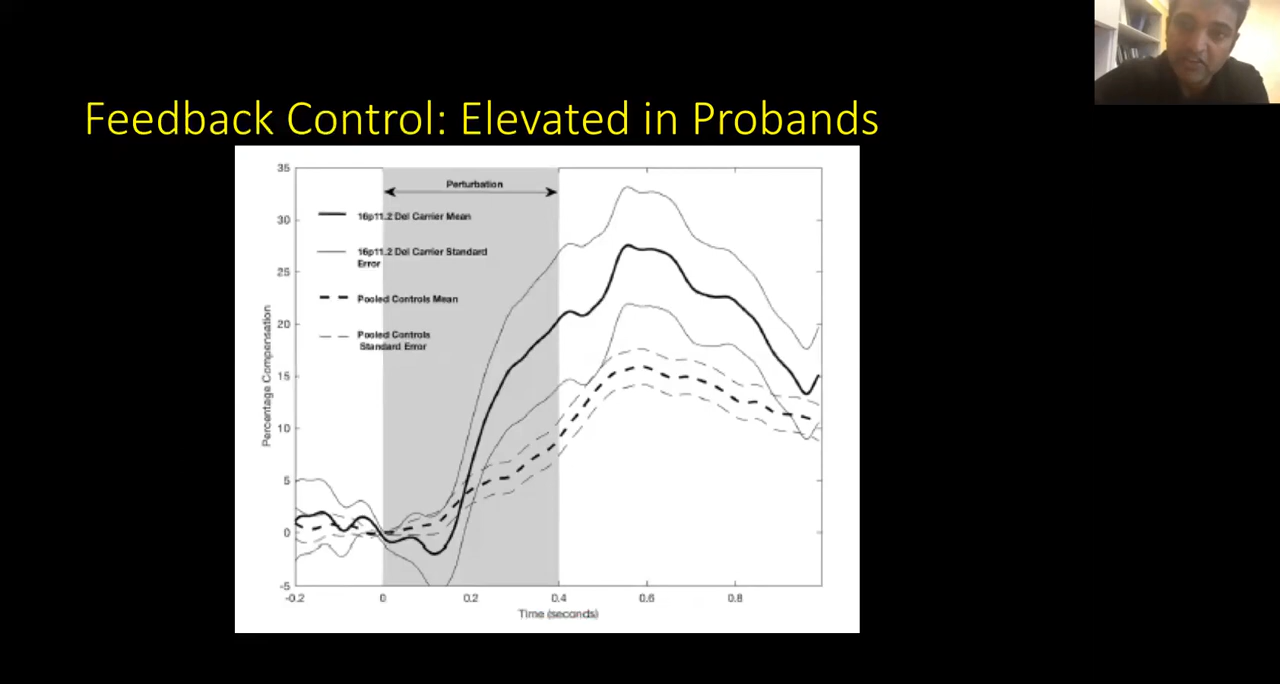 Feedback Control: Elevated in Probands
35
30
25
20
15
10
5
0
-5
Percentage Compensation
Perturbation
16p11.2 Del Carrier Mean
16p11.2 Del Carrier Standard
Error
Pooled Controls Mean
Pooled Controls
Standard Error
-0.2 0 0.2 0.4 0.6 0.8
Time (seconds)